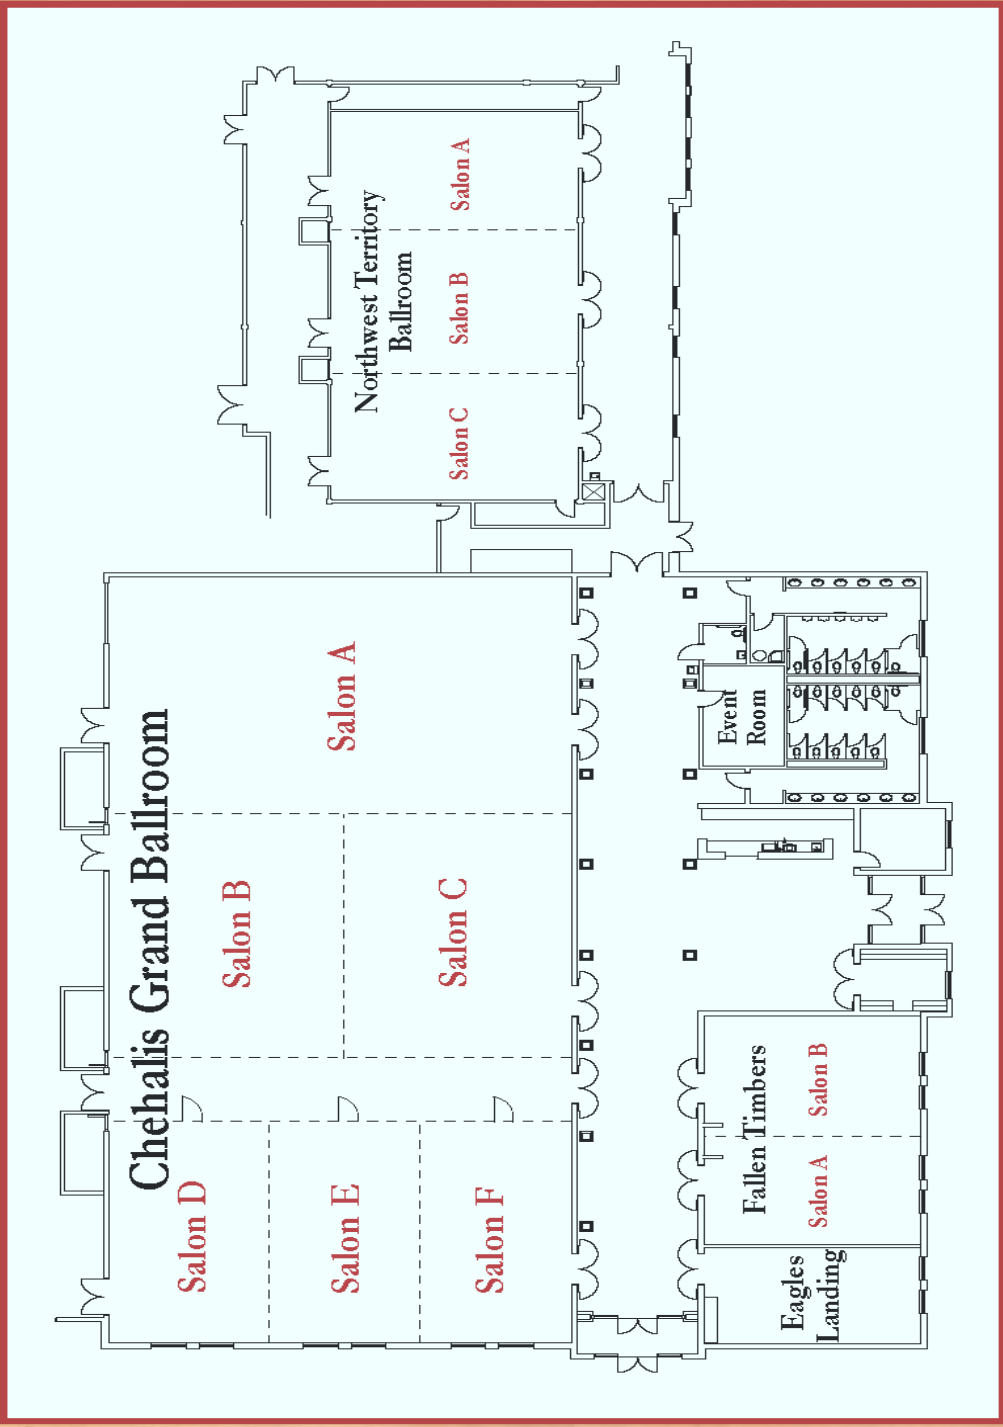 Chehalis Grand Ballroom
Salon A
Salon B
Salon C
Salon D
Salon E
Salon F
Northwest Territory
Ballroom
Salon A
Salon B
Salon C
Event
Room
Fallen Timbers
Salon A
Salon B
Eagles
Landing